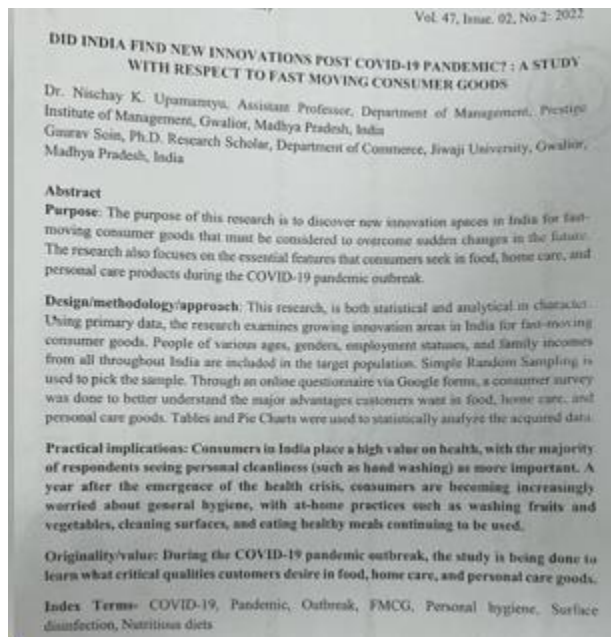 Vol. 47, Issue. 02, No.2: 2022
DID INDIA FIND NEW INNOVATIONS POST COVID-19 PANDEMIC? : A STUDY
WITH RESPECT TO FAST MOVING CONSUMER GOODS
Dr. Nischay K. Upamanyu, Assistant Professor, Department of Management, Prestige
Institute of Management, Gwalior, Madhya Pradesh, India
Gaurav Soin, Ph.D. Research Scholar, Department of Commerce, Jiwaji University, Gwalior,
Madhya Pradesh, India
Abstract
Purpose: The purpose of this research is to discover new innovation spaces in India for fast-
moving consumer goods that must be considered to overcome sudden changes in the future.
The research also focuses on the essential features that consumers seek in food, home care, and
personal care products during the COVID-19 pandemic outbreak.
Design/methodology/approach: This research, is both statistical and analytical in character.
Using primary data, the research examines growing innovation areas in India for fast-moving
consumer goods. People of various ages, genders, employment statuses, and family incomes
from all throughout India are included in the target population. Simple Random Sampling is
used to pick the sample. Through an online questionnaire via Google forms, a consumer survey
was done to better understand the major advantages customers want in food, home care, and
personal care goods. Tables and Pie Charts were used to statistically analyze the acquired data.
Practical implications: Consumers in India place a high value on health, with the majority
of respondents seeing personal cleanliness (such as hand washing) as more important. A
year after the emergence of the health crisis, consumers are becoming increasingly
worried about general hygiene, with at-home practices such as washing fruits and
vegetables, cleaning surfaces, and eating healthy meals continuing to be used.
Originality/value: During the COVID-19 pandemic outbreak, the study is being done to
learn what critical qualities customers desire in food, home care, and personal care goods.
Index Terms- COVID-19, Pandemic, Outbreak, FMCG, Personal hygiene, Surface
disinfection, Nutritious diets